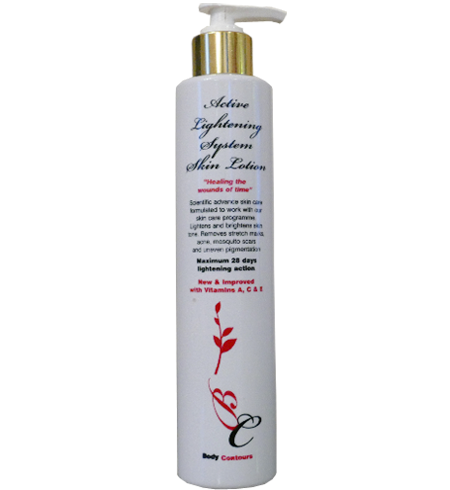 Active
Lightening
System
Skin Lotion
"Healing the
wounds of time"
Scientific advance skin care
formulated to work with our
skin care programme.
Lightens and brightens skin
tone. Removes stretch marks,
acne, mosquito scars
and uneven pigmentation
Maximum 28 days
lightening action
New & Improved
with Vitamins A, C & E
BC
Body Contours